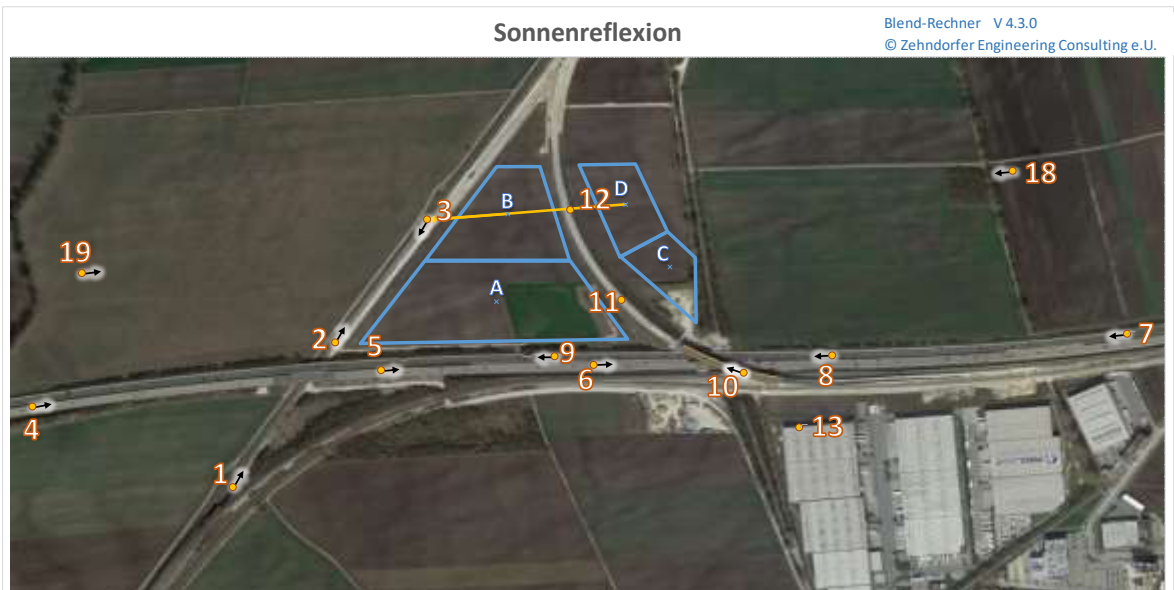 Sonnenreflexion
Blend-Rechner V 4.3.0
© Zehndorfer Engineering Consulting e.U.
18
D
12
B
3
19
C
A
11
2
5
9
7
6
10
8
4
13
1